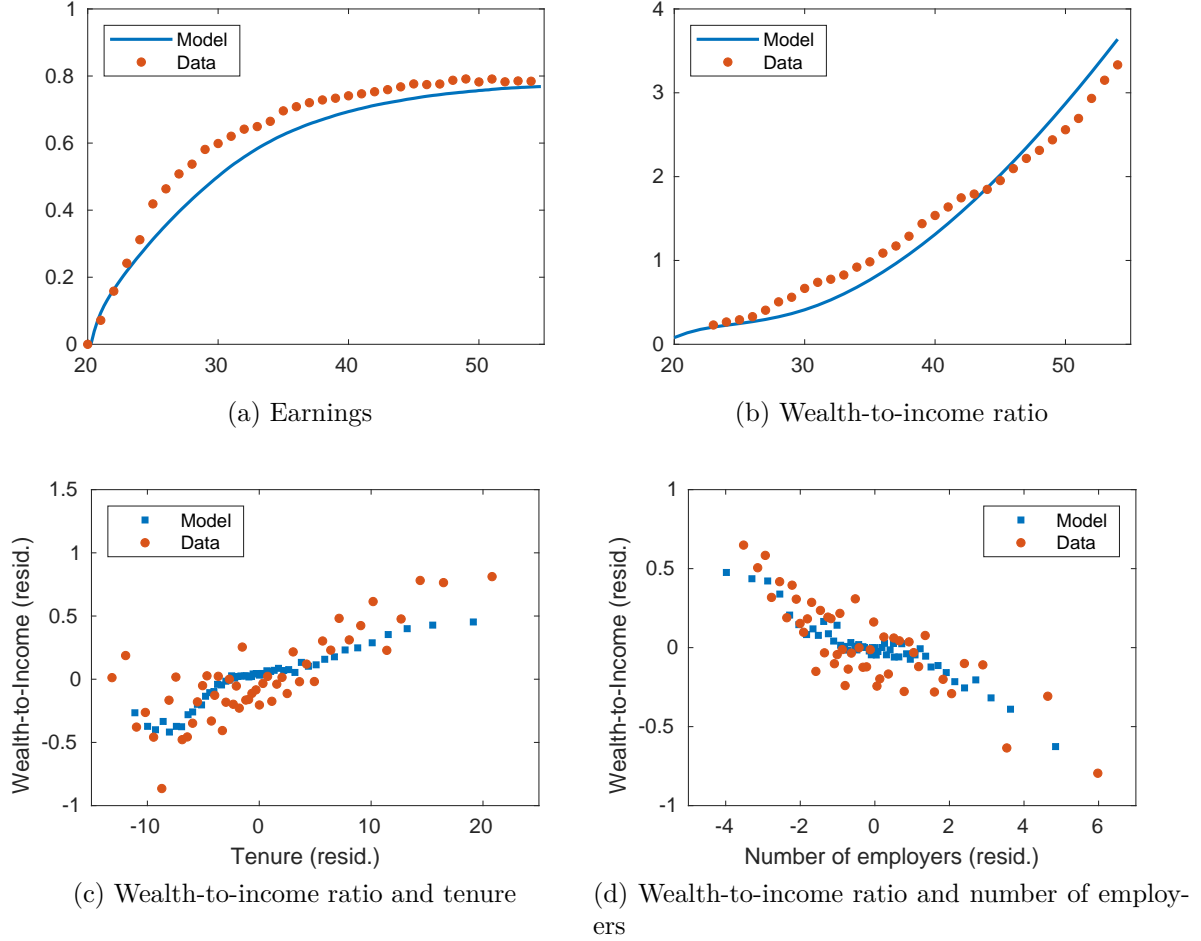 1
0.8
0.6
0.4
0.2
0
20
30
40
50
Model
Data
(a) Earnings
4
3
2
1
0
20
30
40
50
Model
Data
(b) Wealth-to-income ratio
1.5
1
0.5
0
-0.5
-1
-10
0
10
20
Model
Data
Wealth-to-Income (resid.)
Tenure (resid.)
(c) Wealth-to-income ratio and tenure
1
0.5
0
-0.5
-1
-4
-2
0
2
4
6
Model
Data
Wealth-to-Income (resid.)
Number of employers (resid.)
(d) Wealth-to-income ratio and number of employ-
ers